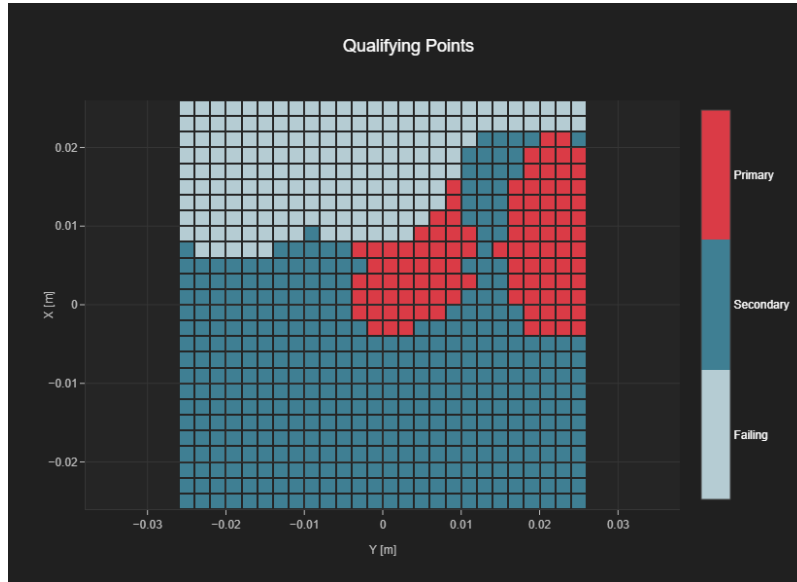 Qualifying Points
0.02
0.01
0
−0.01
−0.02
X [m]
−0.03
−0.02
−0.01
0
0.01
0.02
0.03
Y [m]
Primary
Secondary
Failing